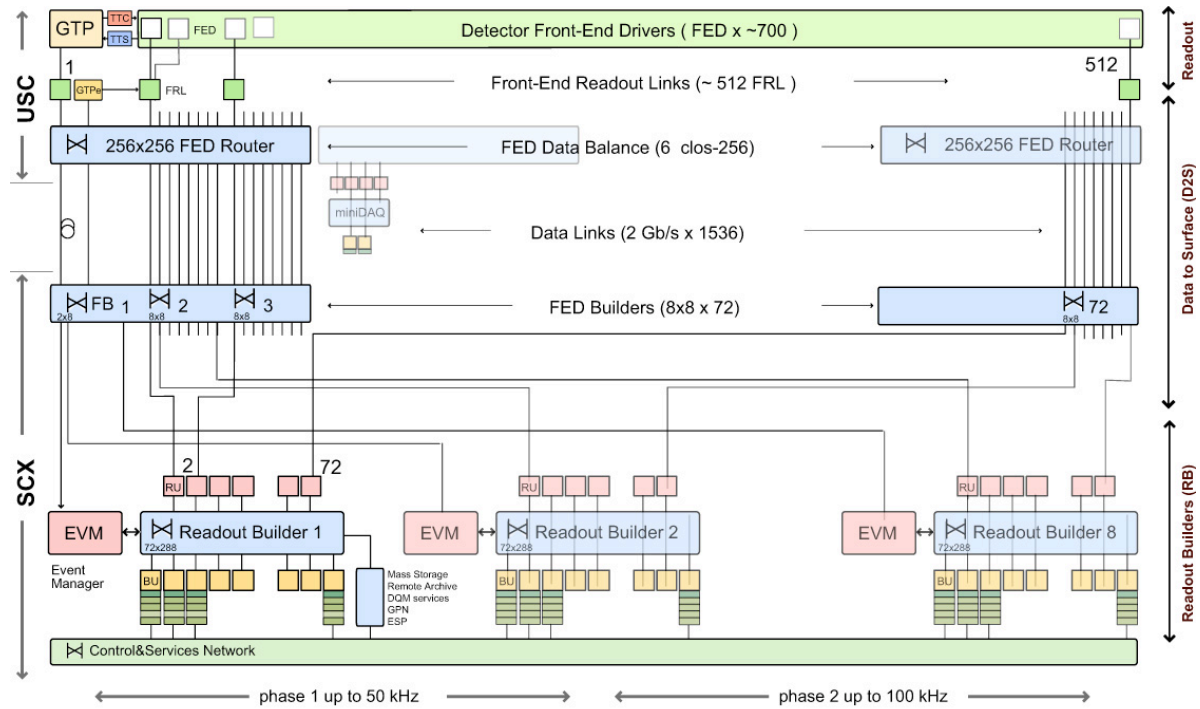 GTP
TTC
TTS
FED
Detector Front-End Drivers ( FED x ~700 )
Readout
1
GTPe
FRL
Front-End Readout Links (~ 512 FRL )
512
USC
256x256 FED Router
FED Data Balance (6 clos-256)
256x256 FED Router
miniDAQ
Data Links (2 Gb/s x 1536)
Data to Surface (D2S)
FB 1
2
3
2x8
8x8
8x8
FED Builders (8x8 x 72)
72
8x8
SCX
2
72
RU
RU
RU
EVM
Readout Builder 1
72x288
EVM
Readout Builder 2
72x288
EVM
Readout Builder 8
72x288
Readout Builders (RB)
Event
Manager
BU
Mass Storage
Remote Archive
DQM services
GPN
ESP
BU
BU
Control&Services Network
phase 1 up to 50 kHz
phase 2 up to 100 kHz